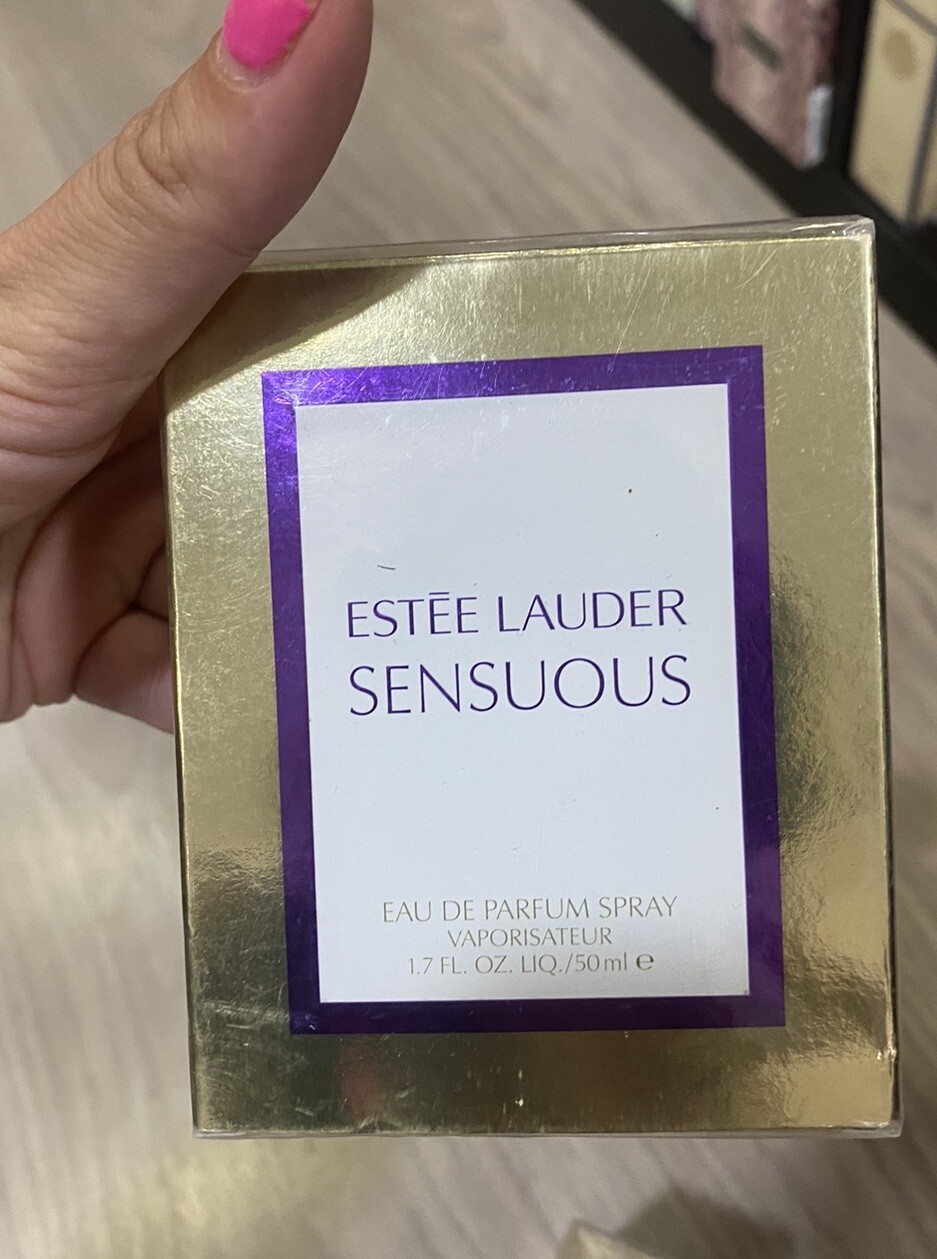 ESTĒE LAUDER
SENSUOUS
EAU DE PARFUM SPRAY
VAPORISATEUR
1.7 FL. OZ. LIQ./50 ml ℮